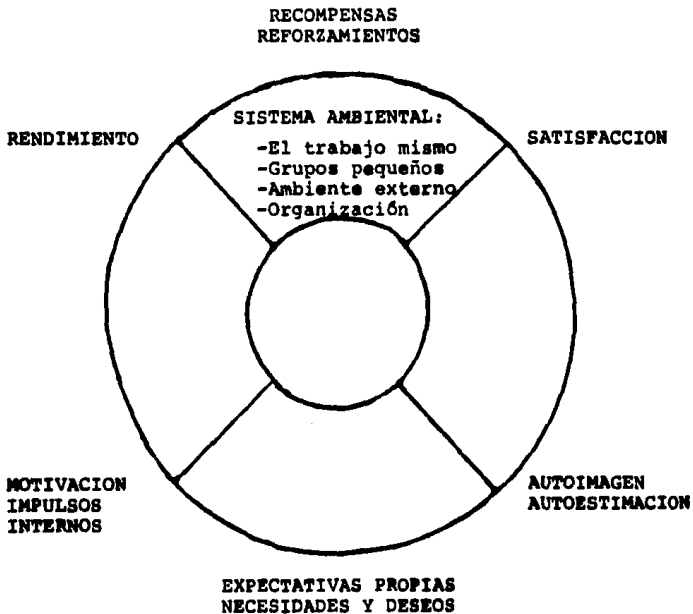 RECOMPENSAS
REFORZAMIENTOS
SISTEMA AMBIENTAL:
-El trabajo mismo
-Grupos pequeños
-Ambiente externo
-Organización
RENDIMIENTO
SATISFACCION
MOTIVACION
IMPULSOS
INTERNOS
AUTOIMAGEN
AUTOESTIMACION
EXPECTATIVAS PROPIAS
NECESIDADES Y DESEOS